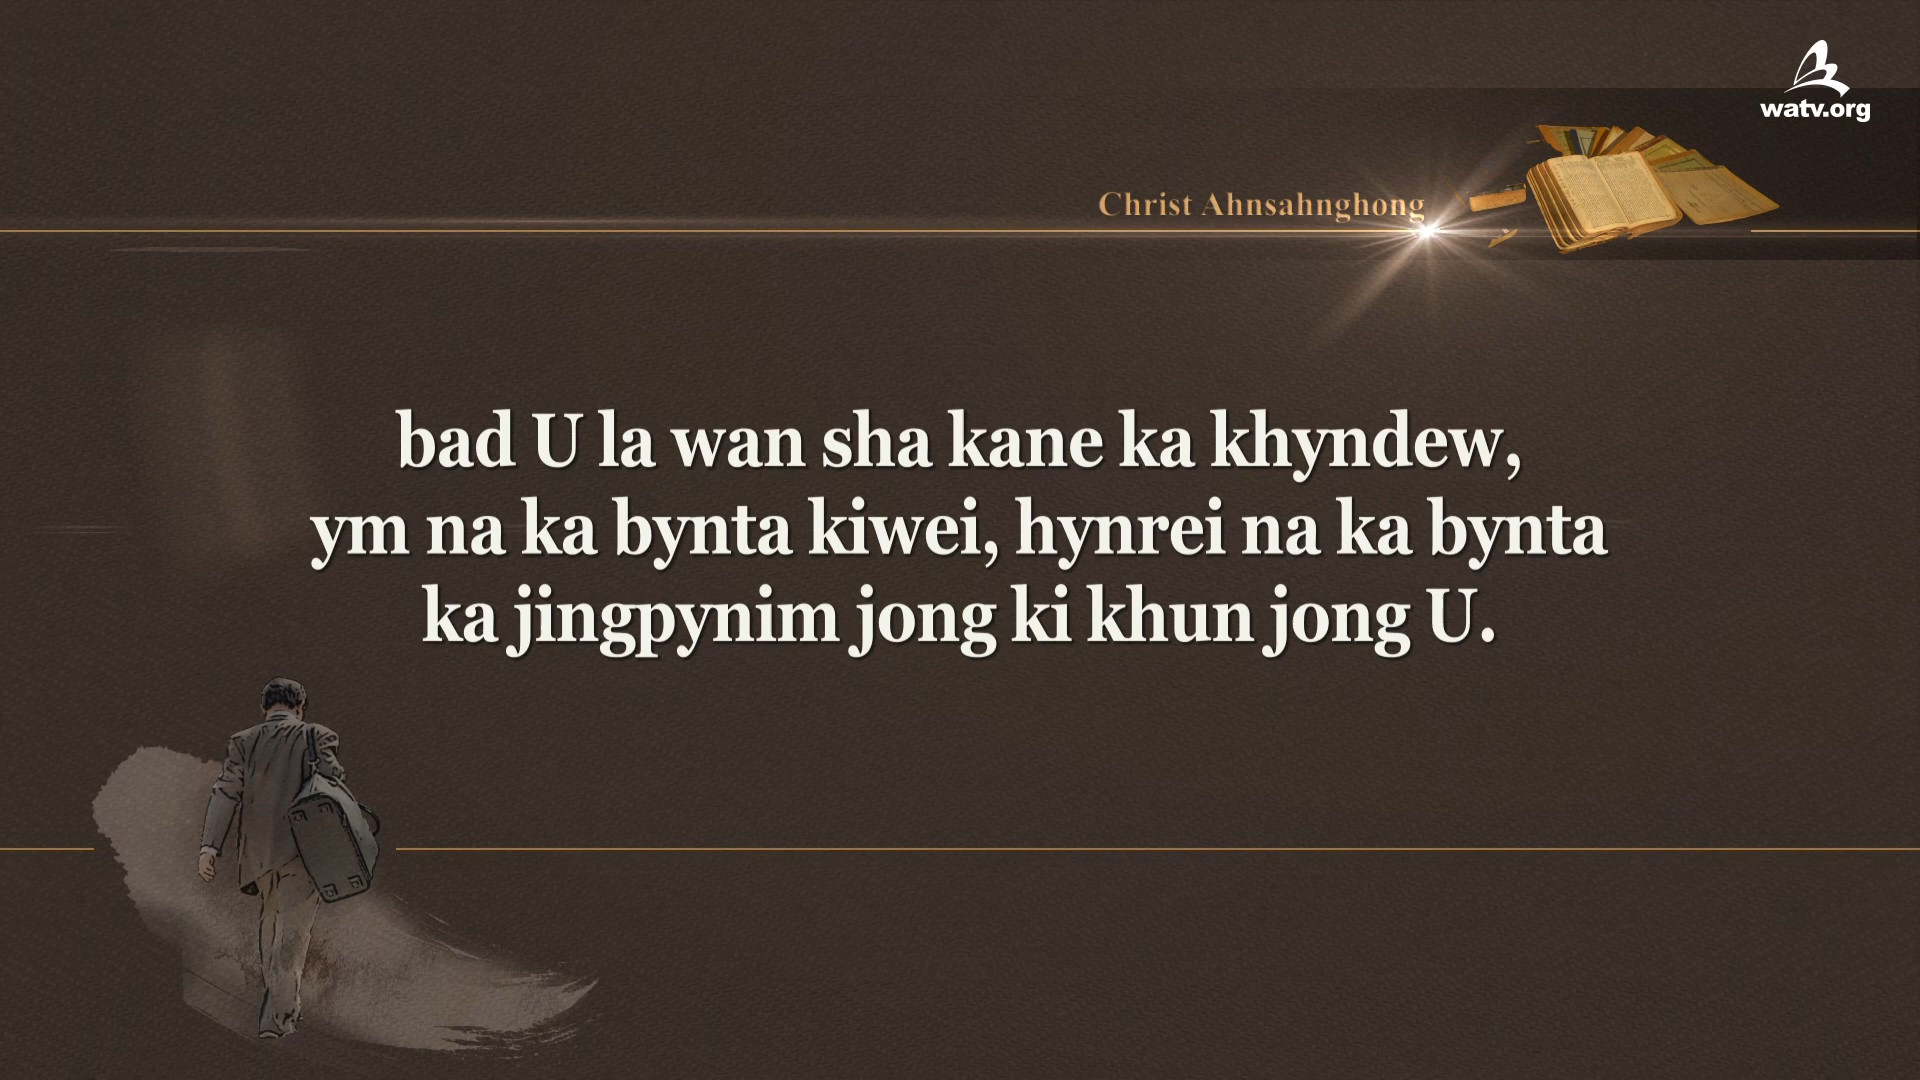 watv.org
Christ Ahnsahnghong
bad U la wan sha kane ka khyndew,
ym na ka bynta kiwei, hynrei na ka bynta
ka jingpynim jong ki khun jong U.